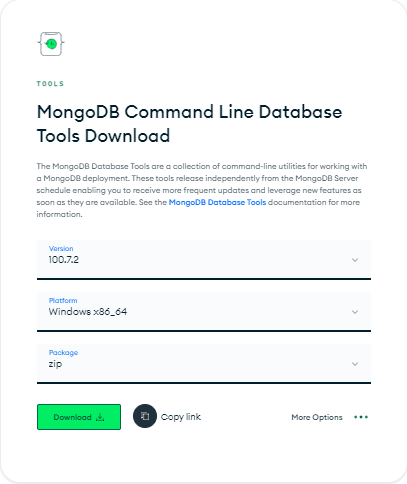 TOOLS
MongoDB Command Line Database
Tools Download
The MongoDB Database Tools are a collection of command-line utilities for working with
a MongoDB deployment. These tools release independently from the MongoDB Server
schedule enabling you to receive more frequent updates and leverage new features as
soon as they are available. See the MongoDB Database Tools documentation for more
information.
Version
100.7.2
Platform
Windows x86_64
Package
zip
Download Copy link More Options